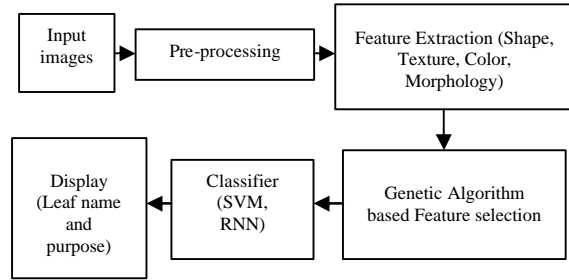 Input
images
Pre-processing
Feature Extraction (Shape,
Texture, Color,
Morphology)
Genetic Algorithm
based Feature selection
Classifier
(SVM,
RNN)
Display
(Leaf name
and
purpose)